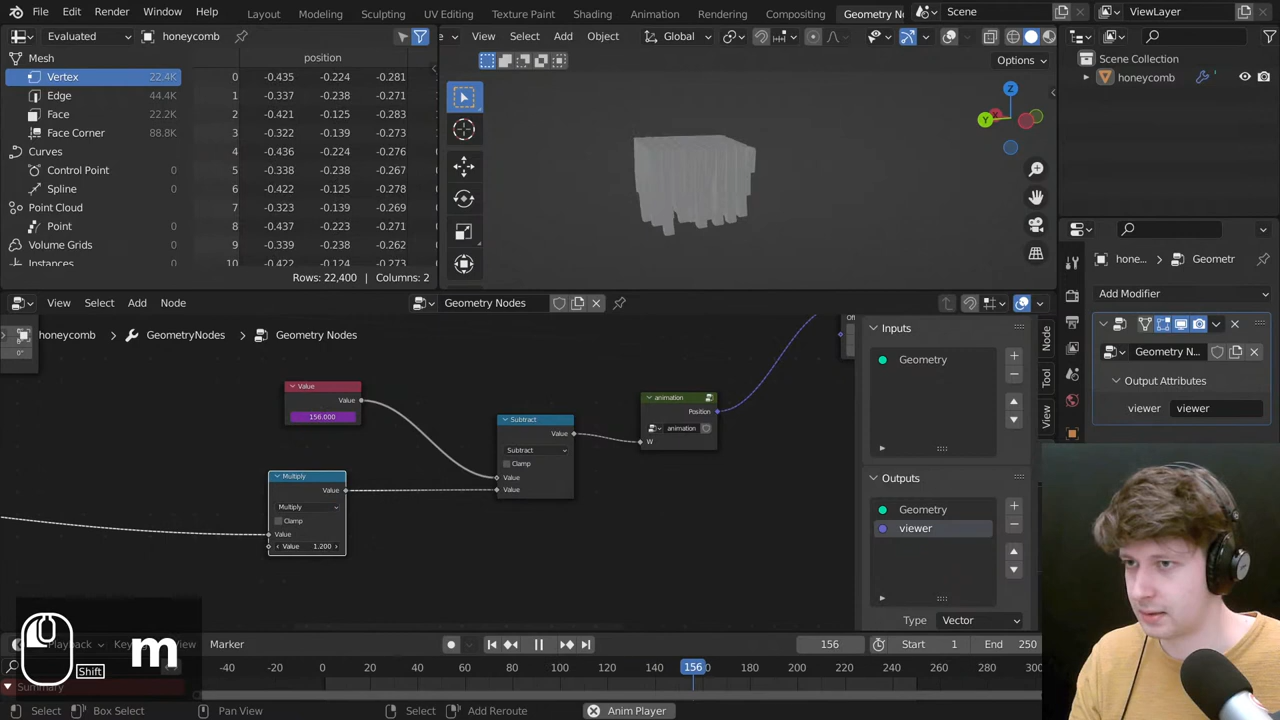 File Edit Render Window Help Layout Modeling Sculpting UV Editing Texture Paint Shading Animation Rendering Compositing Geometry No Scene ViewLayer
Evaluated honeycomb View Select Add Object Global
Mesh position Options Scene Collection
Vertex 22.4K 0 -0.435 -0.224 -0.281 honeycomb
Edge 44.4K 1 -0.337 -0.238 -0.271
Face 22.2K 2 -0.421 -0.125 -0.283
Face Corner 88.8K 3 -0.322 -0.139 -0.273
Curves 4 -0.436 -0.224 -0.276
Control Point 0 5 -0.338 -0.238 -0.267
Spline 0 6 -0.422 -0.125 -0.278
Point Cloud 7 -0.323 -0.139 -0.269
Point 0 8 -0.437 -0.223 -0.271
Volume Grids 0 9 -0.339 -0.238 -0.262
Instances 0 10 -0.422 -0.124 -0.273
Rows: 22,400 | Columns: 2
Z
Y
hone... Geometr
Add Modifier
Geometry N...
Output Attributes
viewer viewer
View Select Add Node Geometry Nodes
honeycomb GeometryNodes Geometry Nodes
0°
Value
Value
156.000
Multiply
Value
Multiply
Clamp
Value
Value 1.200
Subtract
Value
Subtract
Clamp
Value
Value
animation
Position
animation
W
Inputs
Geometry
Outputs
Geometry
viewer
Type Vector
Node
Tool
View
Shift m
Playback Marker 156 Start 1 End 250
-40 -20 0 20 40 60 80 100 120 140 156 180 200 220 240 260 280 300
Summary
Select Box Select Pan View Select Add Reroute Anim Player